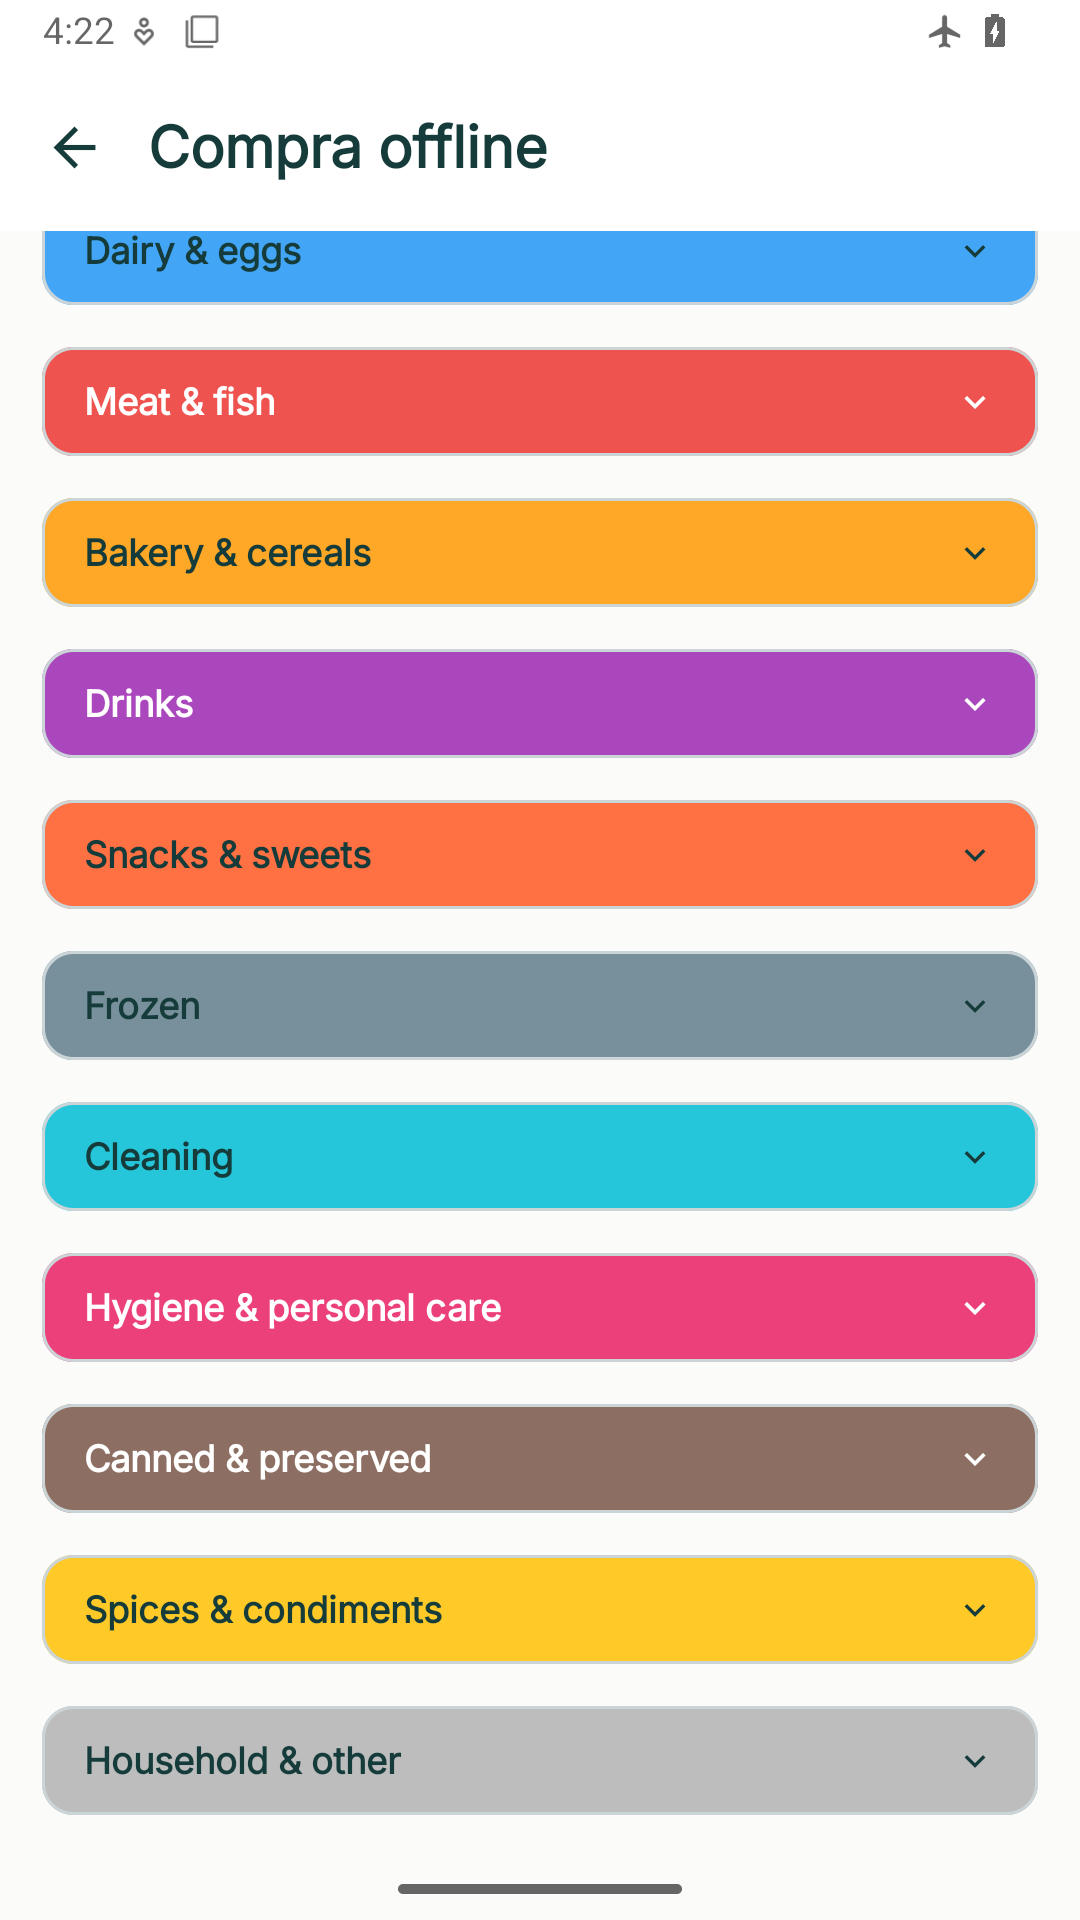 4:22
Compra offline
Dairy & eggs
Meat & fish
Bakery & cereals
Drinks
Snacks & sweets
Frozen
Cleaning
Hygiene & personal care
Canned & preserved
Spices & condiments
Household & other